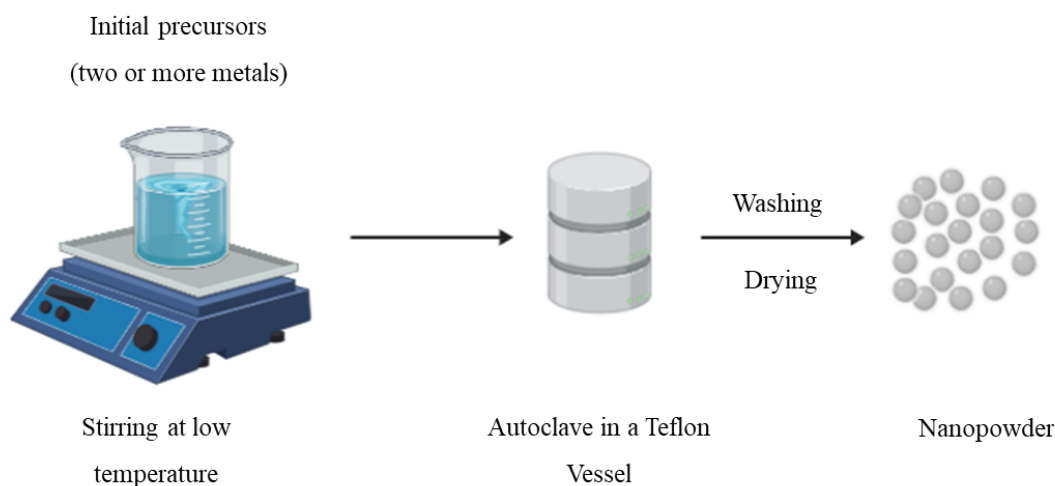 Initial precursors
(two or more metals)
Washing
Drying
Stirring at low
temperature
Autoclave in a Teflon
Vessel
Nanopowder